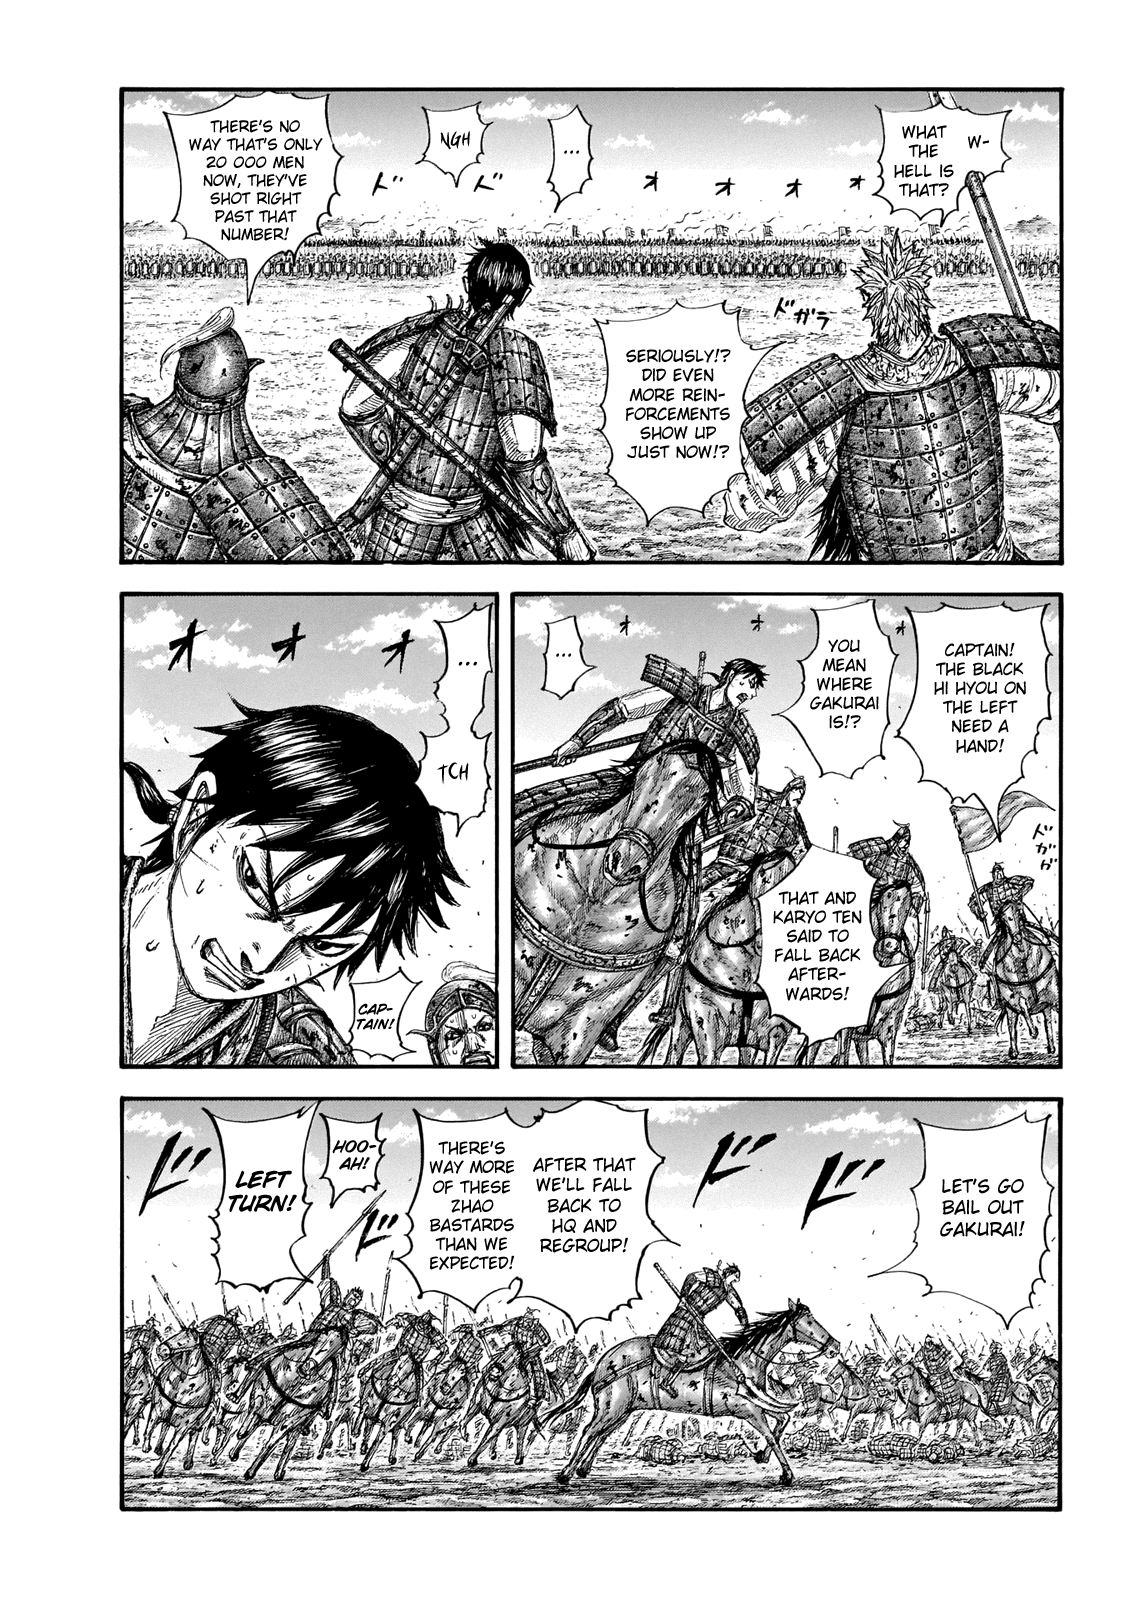 W-
WHAT
THE
HELL IS
THAT?
...
NGH
THERE'S NO
WAY THAT'S ONLY
20 000 MEN
NOW, THEY'VE
SHOT RIGHT
PAST THAT
NUMBER!
SERIOUSLY!?
DID EVEN
MORE REIN-
FORCEMENTS
SHOW UP
JUST NOW!?
オ オ オ オ
ド ド
ドガラ
CAPTAIN!
THE BLACK
HI HYOU ON
THE LEFT
NEED A
HAND!
YOU
MEAN
WHERE
GAKURAI
IS!?
...
THAT AND
KARYO TEN
SAID TO
FALL BACK
AFTER-
WARDS!
オ オ オ オ
ドガガ
...
TCH
CAP-
TAIN!
オ オ オ
LET'S GO
BAIL OUT
GAKURAI!
AFTER THAT
WE'LL FALL
BACK TO
HQ AND
REGROUP!
THERE'S
WAY MORE
OF THESE
ZHAO
BASTARDS
THAN WE
EXPECTED!
HOO-
AH!
LEFT
TURN!
ドドドド